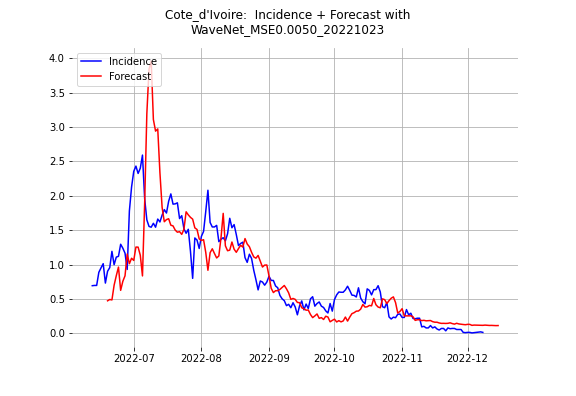 Cote_d'Ivoire:  Incidence + Forecast with
WaveNet_MSE0.0050_20221023
Incidence
Forecast
4.0
3.5
3.0
2.5
2.0
1.5
1.0
0.5
0.0
2022-07 2022-08 2022-09 2022-10 2022-11 2022-12